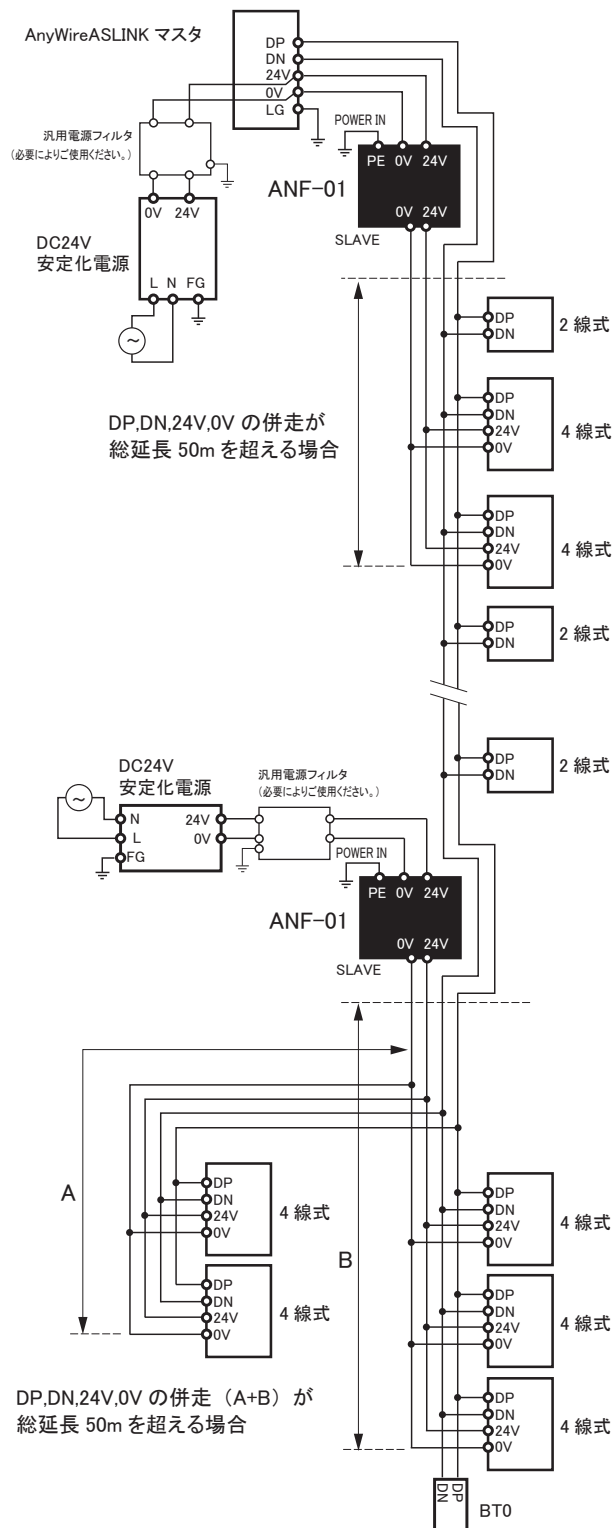 AnyWireASLINK マスタ
DP
DN
24V
0V
LG
汎用電源フィルタ
(必要によりご使用ください。)
POWER IN
PE 0V 24V
ANF-01
0V 24V
SLAVE
0V 24V
DC24V
安定化電源
L N FG
~
DP
DN
2 線式
DP,DN,24V,0V の併走が
総延長 50m を超える場合
DP
DN
24V
0V
4 線式
DP
DN
24V
0V
4 線式
DP
DN
2 線式
DP
DN
2 線式
DC24V
安定化電源
汎用電源フィルタ
(必要によりご使用ください。)
~
N
L
FG
24V
0V
POWER IN
PE 0V 24V
ANF-01
0V 24V
SLAVE
A
DP
DN
24V
0V
4 線式
DP
DN
24V
0V
4 線式
B
DP
DN
24V
0V
4 線式
DP
DN
24V
0V
4 線式
DP
DN
24V
0V
4 線式
DP,DN,24V,0V の併走（A+B）が
総延長 50m を超える場合
DN
DP
BT0